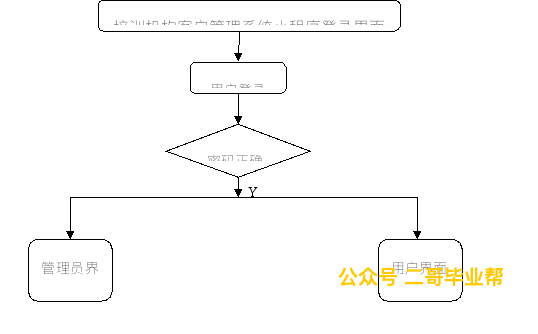 培训机构客户管理系统小程序登录界面
用户登录
密码正确
Y
管理员界
用户界面
公众号 二哥毕业帮